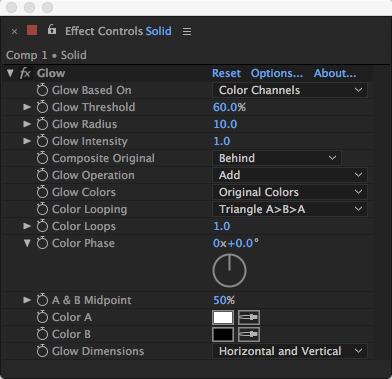 × Effect Controls Solid ≡
Comp 1 • Solid
fx Glow Reset Options... About...
Glow Based On Color Channels
Glow Threshold 60.0%
Glow Radius 10.0
Glow Intensity 1.0
Composite Original Behind
Glow Operation Add
Glow Colors Original Colors
Color Looping Triangle A>B>A
Color Loops 1.0
Color Phase 0x+0.0°
A & B Midpoint 50%
Color A
Color B
Glow Dimensions Horizontal and Vertical